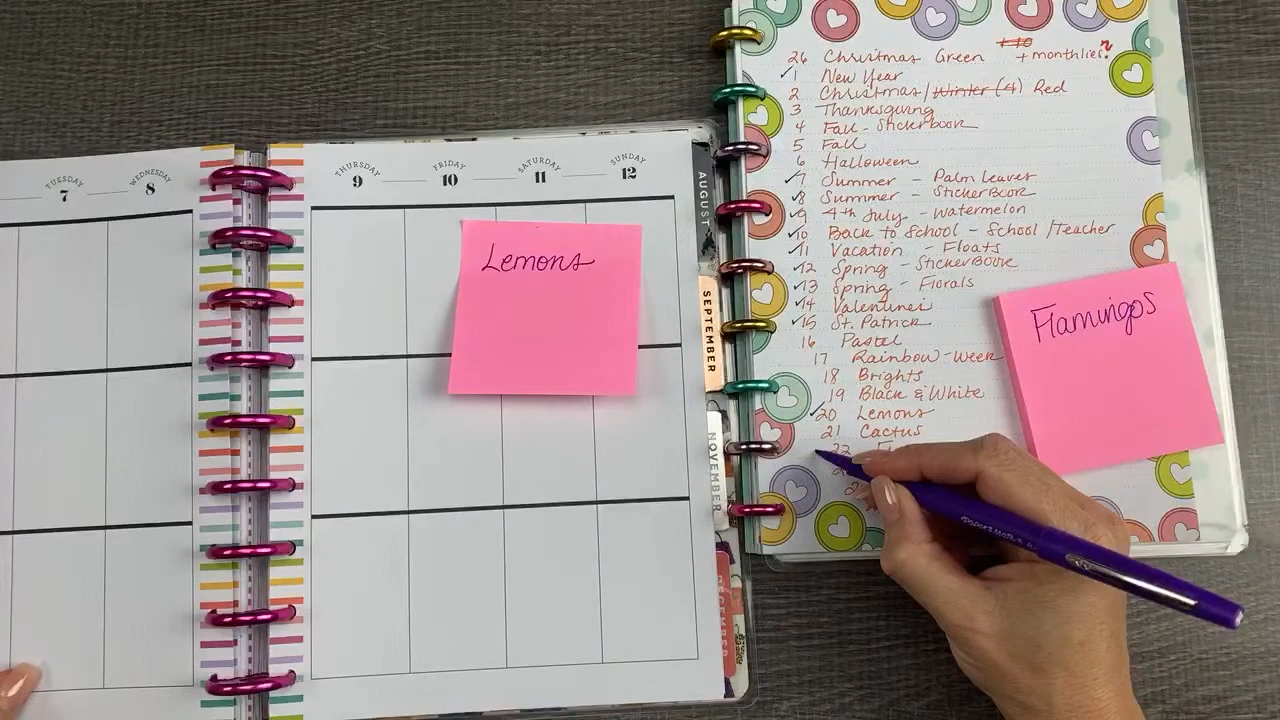 TUESDAY
7
WEDNESDAY
8
THURSDAY
9
FRIDAY
10
SATURDAY
11
SUNDAY
12
Lemons
AUGUST
SEPTEMBER
NOVEMBER
DECEMBER
26 Christmas Green +10 + monthlies?
✓1 New Year
2 Christmas/Winter (4) Red
3 Thanksgiving
4 Fall - Stickerbook
5 Fall
6 Halloween
✓7 Summer - Palm Leaves
✓8 Summer - StickerBook
✓9 4th July - Watermelon
✓10 Back to School - School/Teacher
✓11 Vacation - Floats
✓12 Spring - StickerBook
✓13 Spring - Florals
✓14 Valentines
✓15 St. Patrick
16 Pastel
17 Rainbow-Week
18 Brights
19 Black & White
✓20 Lemons
21 Cactus
22
Flamingos